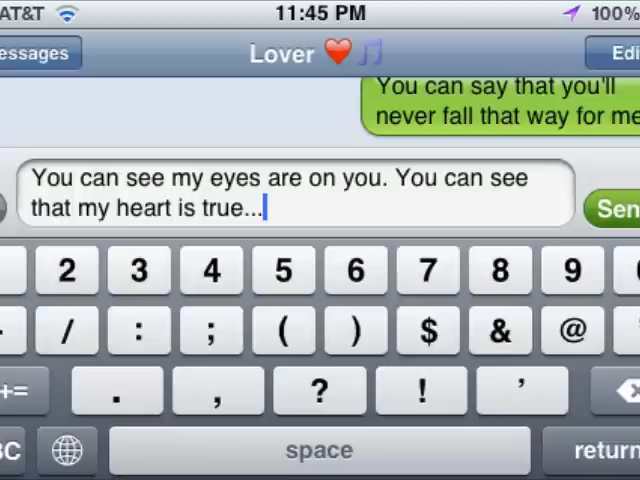 AT&T 11:45 PM 100%
essages Lover ❤️🎵 Edi
You can say that you'll
never fall that way for me
You can see my eyes are on you. You can see
that my heart is true... Sen
2 3 4 5 6 7 8 9
/ : ; ( ) $ & @
+= . , ? ! ’
BC space return